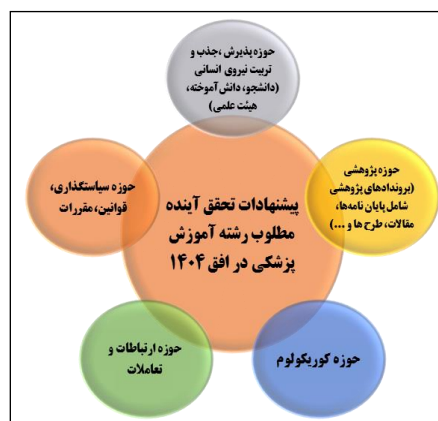 حوزه پذیرش ،جذب و
تربیت نیروی انسانی
(دانشجو، دانش‌آموخته،
هیئت علمی)
حوزه پژوهشی
(بروندادهای پژوهشی
شامل پایان نامه‌ها،
مقالات، طرح ها و ...)
حوزه سیاستگذاری،
قوانین، مقررات
پیشنهادات تحقق آینده
مطلوب رشته آموزش
پزشکی در افق ۱۴۰۴
حوزه کوریکولوم
حوزه ارتباطات و
تعاملات